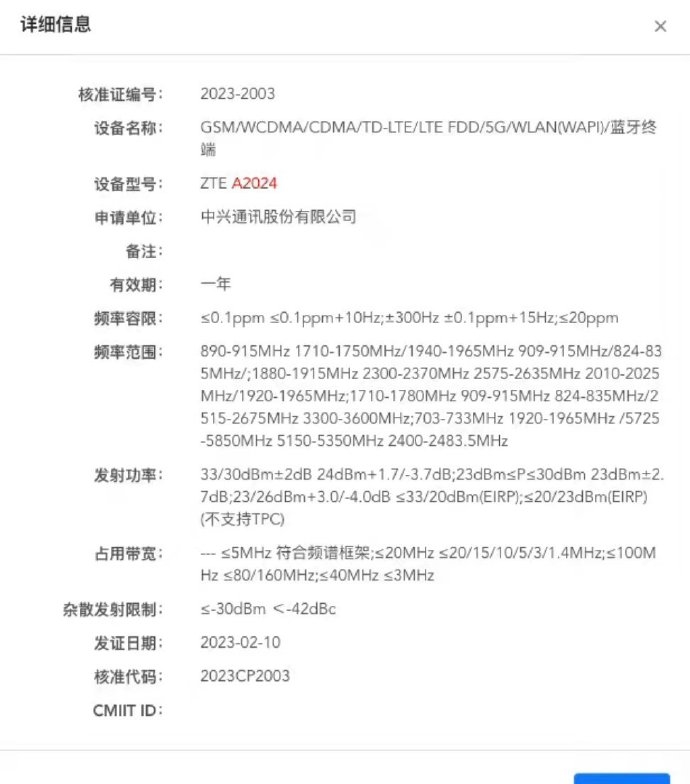 详细信息
×
核准证编号: 2023-2003
设备名称: GSM/WCDMA/CDMA/TD-LTE/LTE FDD/5G/WLAN(WAPI)/蓝牙终
端
设备型号: ZTE A2024
申请单位: 中兴通讯股份有限公司
备注:
有效期: 一年
频率容限: ≤0.1ppm ≤0.1ppm+10Hz;±300Hz ±0.1ppm+15Hz;≤20ppm
频率范围: 890-915MHz 1710-1750MHz/1940-1965MHz 909-915MHz/824-83
5MHz/;1880-1915MHz 2300-2370MHz 2575-2635MHz 2010-2025
MHz/1920-1965MHz;1710-1780MHz 909-915MHz 824-835MHz/2
515-2675MHz 3300-3600MHz;703-733MHz 1920-1965MHz /5725
-5850MHz 5150-5350MHz 2400-2483.5MHz
发射功率: 33/30dBm±2dB 24dBm+1.7/-3.7dB;23dBm≤P≤30dBm 23dBm±2.
7dB;23/26dBm+3.0/-4.0dB ≤33/20dBm(EIRP);≤20/23dBm(EIRP)
(不支持TPC)
占用带宽: --- ≤5MHz 符合频谱框架;≤20MHz ≤20/15/10/5/3/1.4MHz;≤100M
Hz ≤80/160MHz;≤40MHz ≤3MHz
杂散发射限制: ≤-30dBm <-42dBc
发证日期: 2023-02-10
核准代码: 2023CP2003
CMIIT ID: